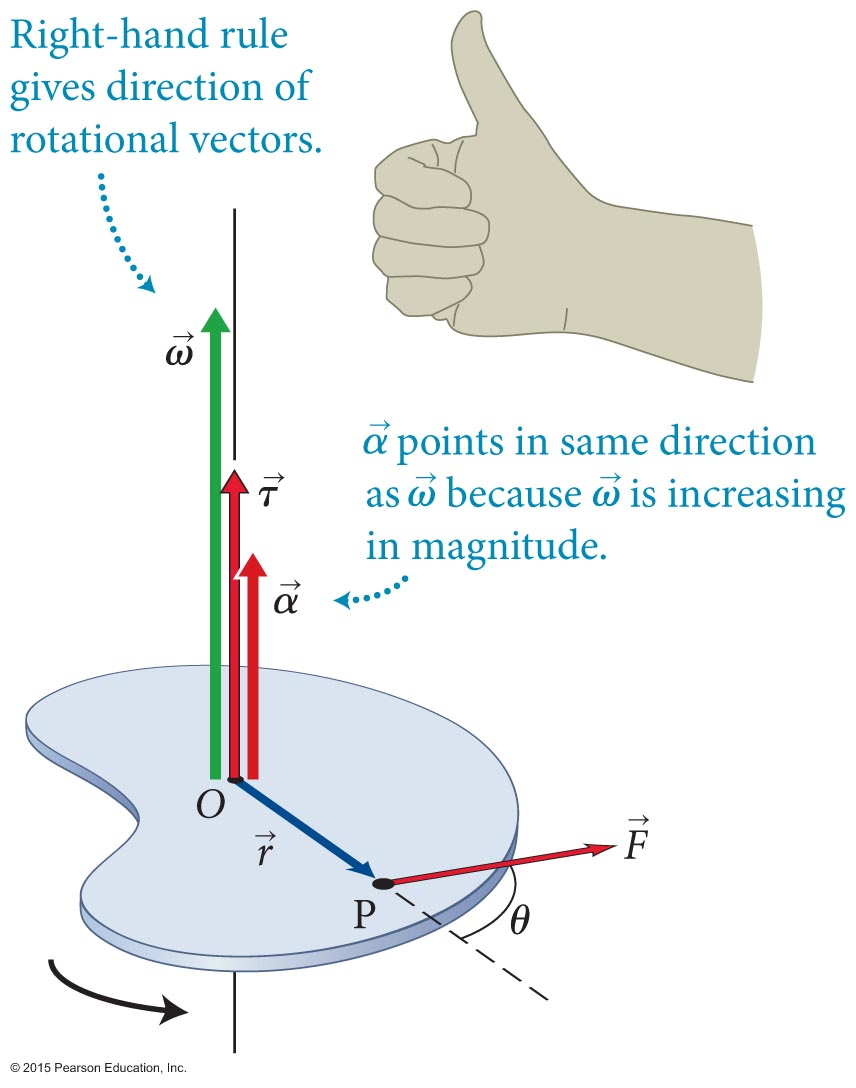 Right-hand rule
gives direction of
rotational vectors.
ω⃗
τ⃗
α⃗ points in same direction
as ω⃗ because ω⃗ is increasing
in magnitude.
α⃗
O
r⃗
F⃗
P
θ
© 2015 Pearson Education, Inc.